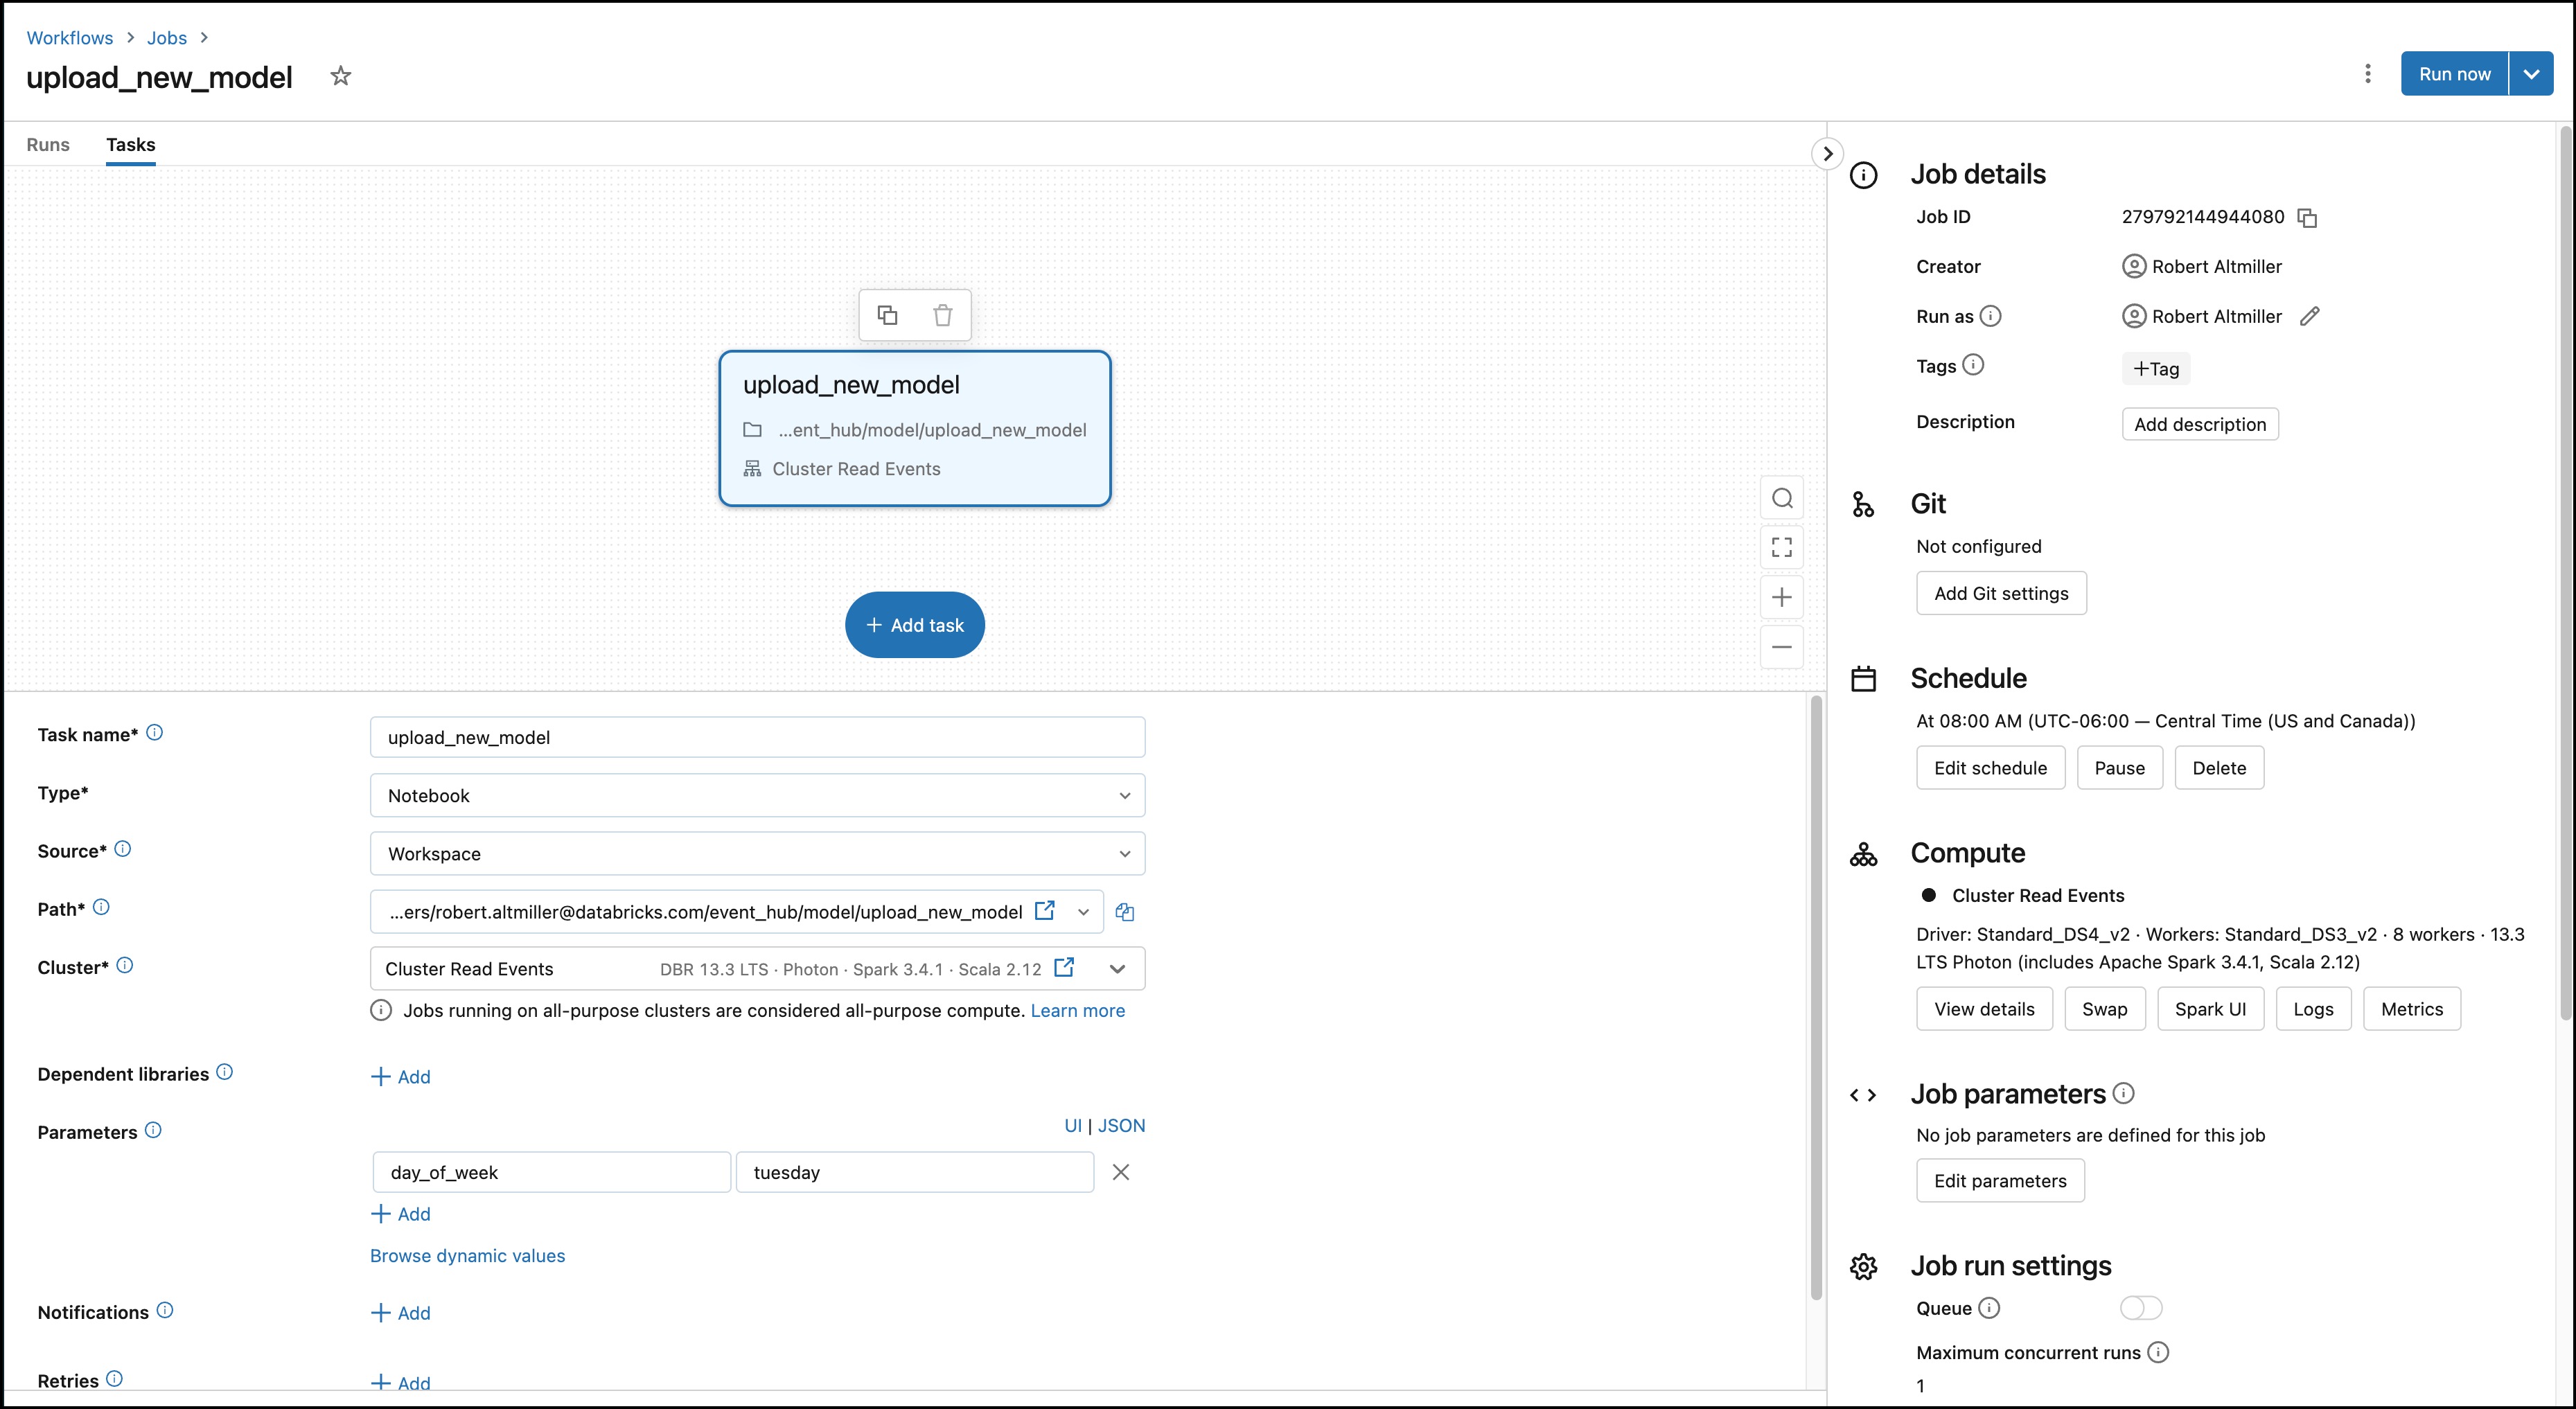 Workflows > Jobs >
upload_new_model
Run now
Runs Tasks
upload_new_model
...ent_hub/model/upload_new_model
Cluster Read Events
+ Add task
Task name* upload_new_model
Type* Notebook
Source* Workspace
Path* ...ers/robert.altmiller@databricks.com/event_hub/model/upload_new_model
Cluster* Cluster Read Events DBR 13.3 LTS · Photon · Spark 3.4.1 · Scala 2.12
Jobs running on all-purpose clusters are considered all-purpose compute. Learn more
Dependent libraries + Add
Parameters UI | JSON
day_of_week tuesday
+ Add
Browse dynamic values
Notifications + Add
Retries + Add
Job details
Job ID 279792144944080
Creator Robert Altmiller
Run as Robert Altmiller
Tags +Tag
Description Add description
Git
Not configured
Add Git settings
Schedule
At 08:00 AM (UTC-06:00 — Central Time (US and Canada))
Edit schedule Pause Delete
Compute
Cluster Read Events
Driver: Standard_DS4_v2 · Workers: Standard_DS3_v2 · 8 workers · 13.3
LTS Photon (includes Apache Spark 3.4.1, Scala 2.12)
View details Swap Spark UI Logs Metrics
Job parameters
No job parameters are defined for this job
Edit parameters
Job run settings
Queue
Maximum concurrent runs
1